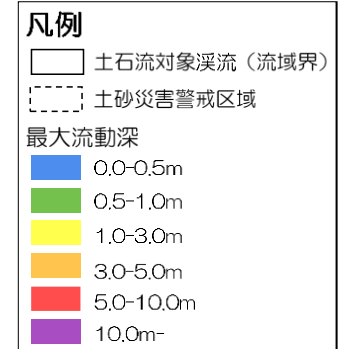 凡例
土石流対象渓流（流域界）
土砂災害警戒区域
最大流動深
0.0-0.5m
0.5-1.0m
1.0-3.0m
3.0-5.0m
5.0-10.0m
10.0m-